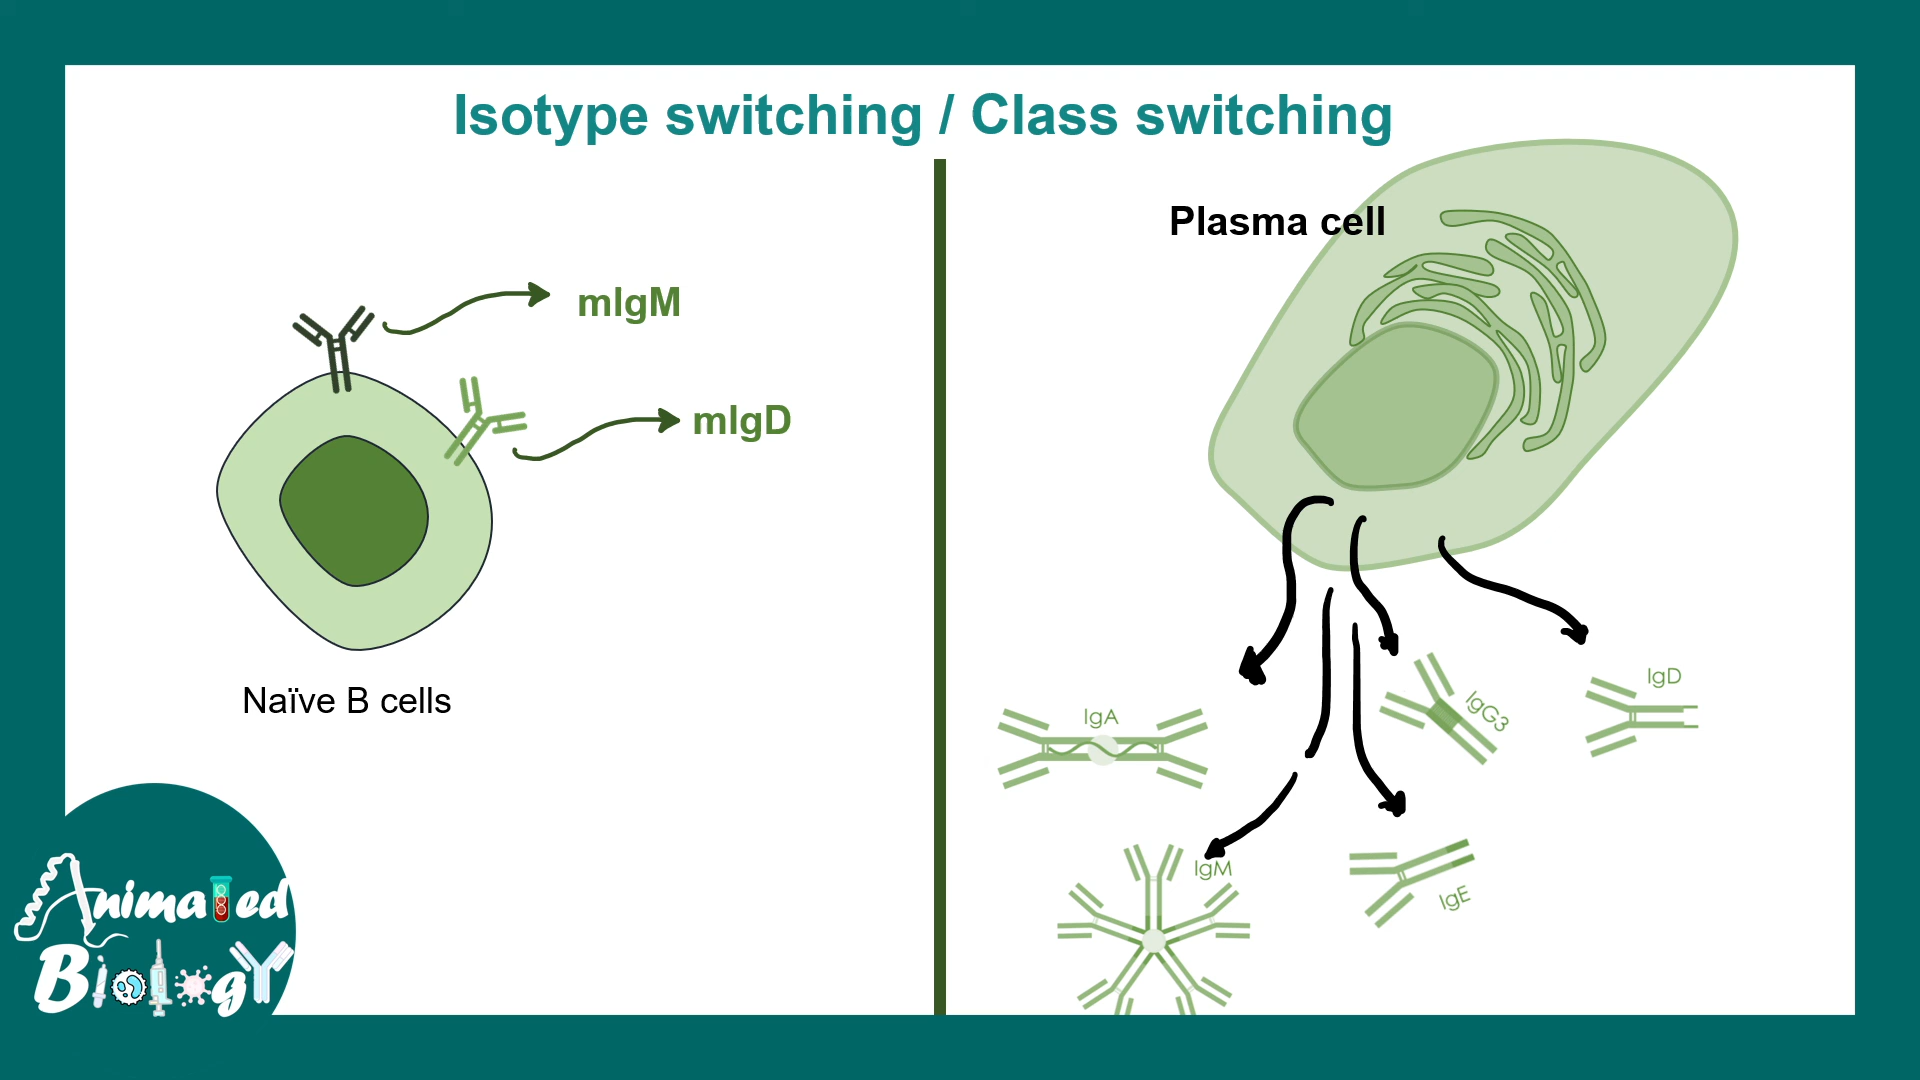 Isotype switching / Class switching
Plasma cell
mIgM
mIgD
Naïve B cells
IgA
IgG3
IgD
IgM
IgE
Animated
Biology